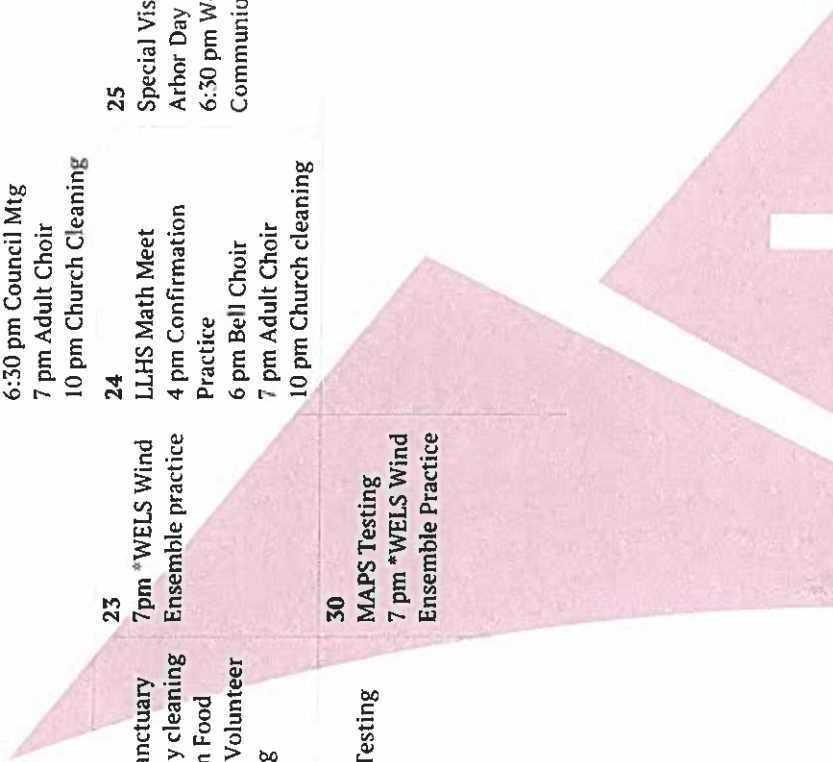 6:30 pm Council Mtg
7 pm Adult Choir
10 pm Church Cleaning
anctuary
y cleaning
Food
Volunteer
g
23
7pm *WELS Wind
Ensemble practice
24
LLHS Math Meet
4 pm Confirmation
Practice
6 pm Bell Choir
7 pm Adult Choir
10 pm Church cleaning
25
Special Vis
Arbor Day
6:30 pm W
Communio
Testing
30
MAPS Testing
7 pm *WELS Wind
Ensemble Practice